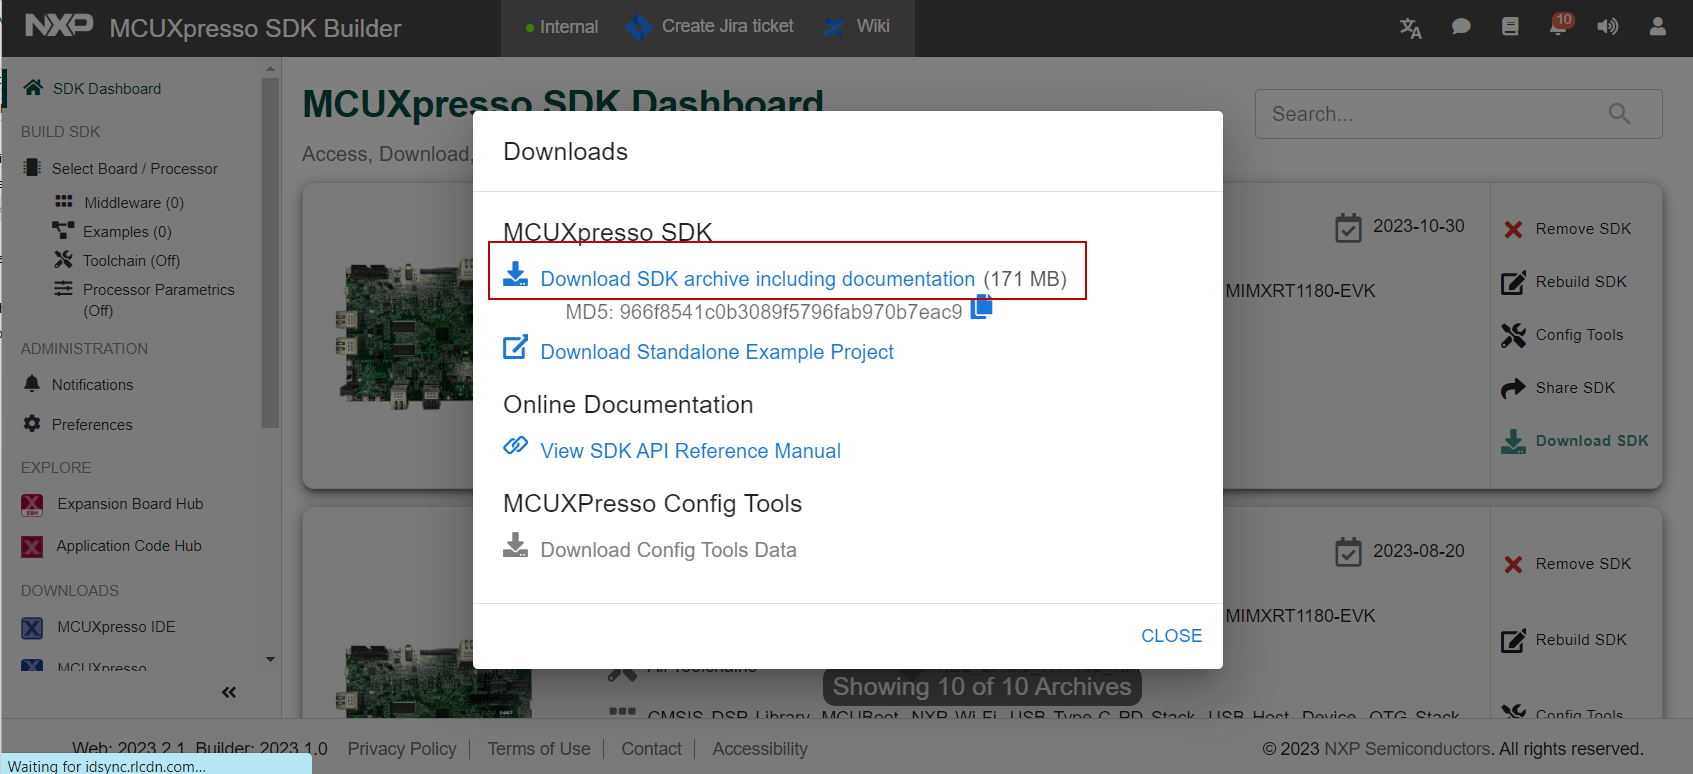 NXP MCUXpresso SDK Builder
Internal Create Jira ticket Wiki
10
SDK Dashboard
BUILD SDK
Select Board / Processor
Middleware (0)
Examples (0)
Toolchain (Off)
Processor Parametrics
(Off)
ADMINISTRATION
Notifications
Preferences
EXPLORE
Expansion Board Hub
Application Code Hub
DOWNLOADS
MCUXpresso IDE
MCUXpresso
MCUXpresso SDK Dashboard
Search...
Access, Download,
Downloads
MCUXpresso SDK
Download SDK archive including documentation (171 MB)
MD5: 966f8541c0b3089f5796fab970b7eac9
Download Standalone Example Project
Online Documentation
View SDK API Reference Manual
MCUXPresso Config Tools
Download Config Tools Data
CLOSE
2023-10-30
MIMXRT1180-EVK
Remove SDK
Rebuild SDK
Config Tools
Share SDK
Download SDK
2023-08-20
MIMXRT1180-EVK
Remove SDK
Rebuild SDK
Config Tools
All Toolchains
Showing 10 of 10 Archives
CMSIS DSP Library, MCUBoot, NXP Wi-Fi, USB Type-C PD Stack, USB Host, Device, OTG Stack,
Web: 2023.2.1, Builder: 2023.1.0 Privacy Policy Terms of Use Contact Accessibility
© 2023 NXP Semiconductors. All rights reserved.
Waiting for idsync.rlcdn.com...